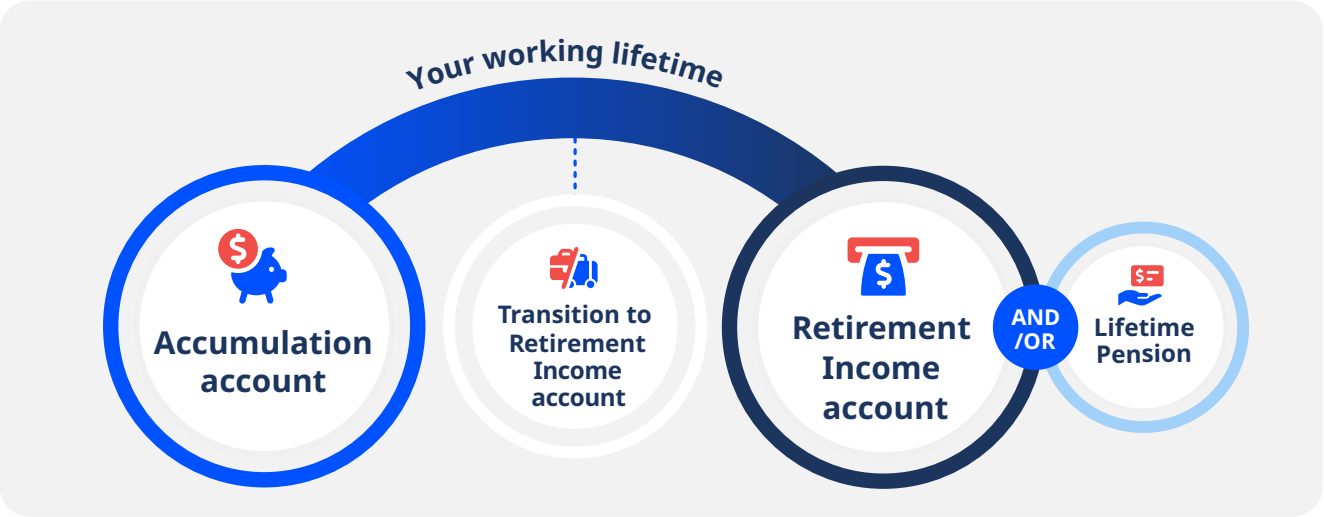 Your working lifetime
Accumulation
account
Transition to
Retirement
Income
account
Retirement
Income
account
AND
/OR
Lifetime
Pension